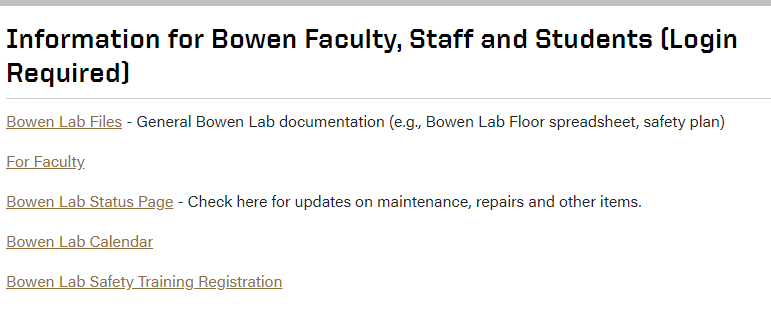 Information for Bowen Faculty, Staff and Students (Login
Required)
Bowen Lab Files - General Bowen Lab documentation (e.g., Bowen Lab Floor spreadsheet, safety plan)
For Faculty
Bowen Lab Status Page - Check here for updates on maintenance, repairs and other items.
Bowen Lab Calendar
Bowen Lab Safety Training Registration